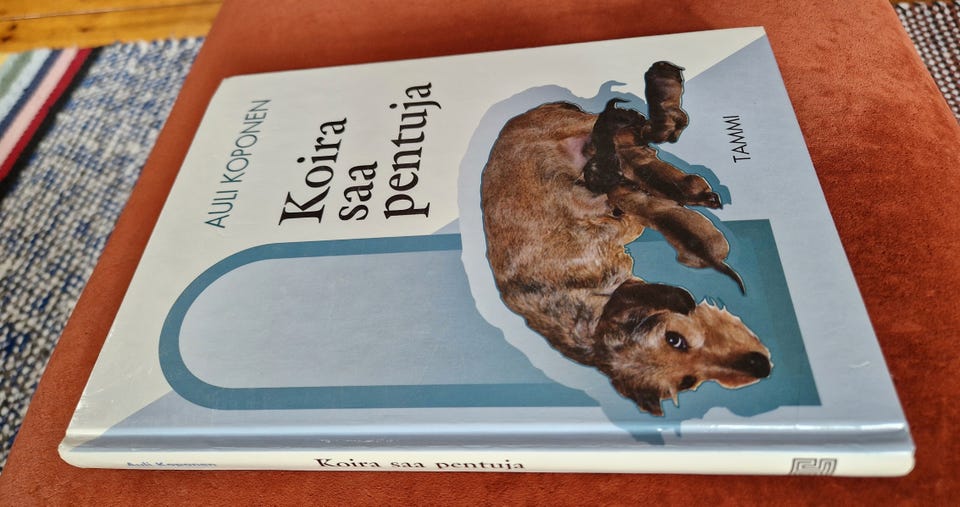 AULI KOPONEN
Koira
saa
pentuja
TAMMI
Auli Koponen
Koira saa pentuja